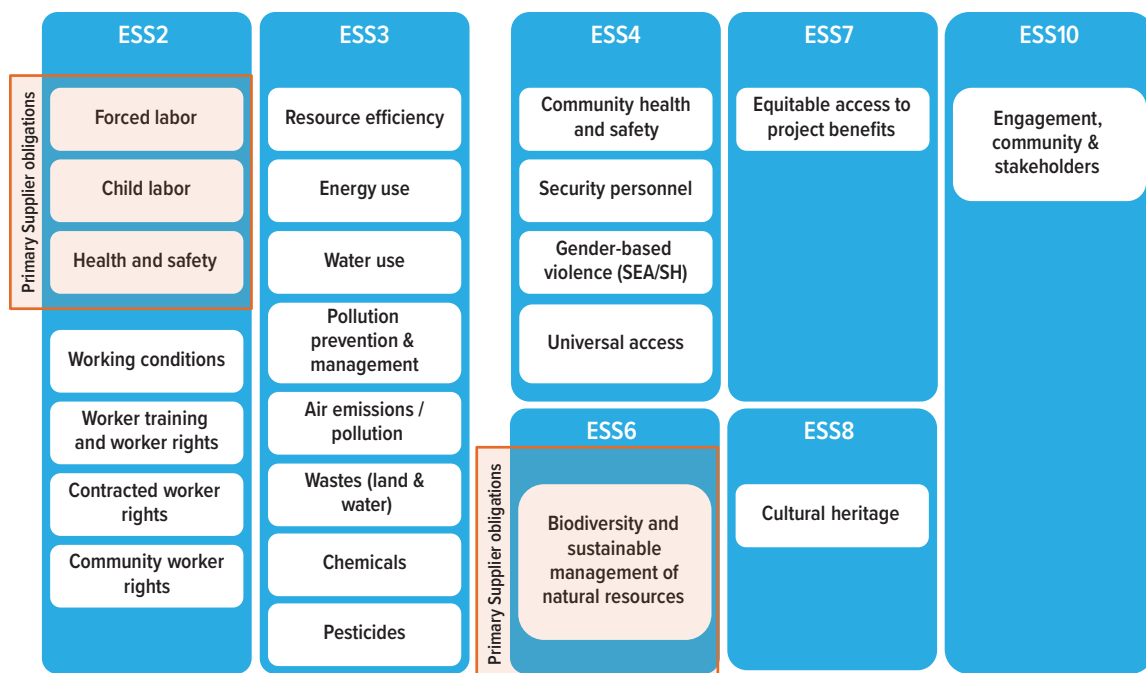 ESS2
Primary Supplier obligations
Forced labor
Child labor
Health and safety
Working conditions
Worker training
and worker rights
Contracted worker
rights
Community worker
rights
ESS3
Resource efficiency
Energy use
Water use
Pollution
prevention &
management
Air emissions /
pollution
Wastes (land &
water)
Chemicals
Pesticides
ESS4
Community health
and safety
Security personnel
Gender-based
violence (SEA/SH)
Universal access
ESS6
Primary Supplier obligations
Biodiversity and
sustainable
management of
natural resources
ESS7
Equitable access to
project benefits
ESS8
Cultural heritage
ESS10
Engagement,
community &
stakeholders